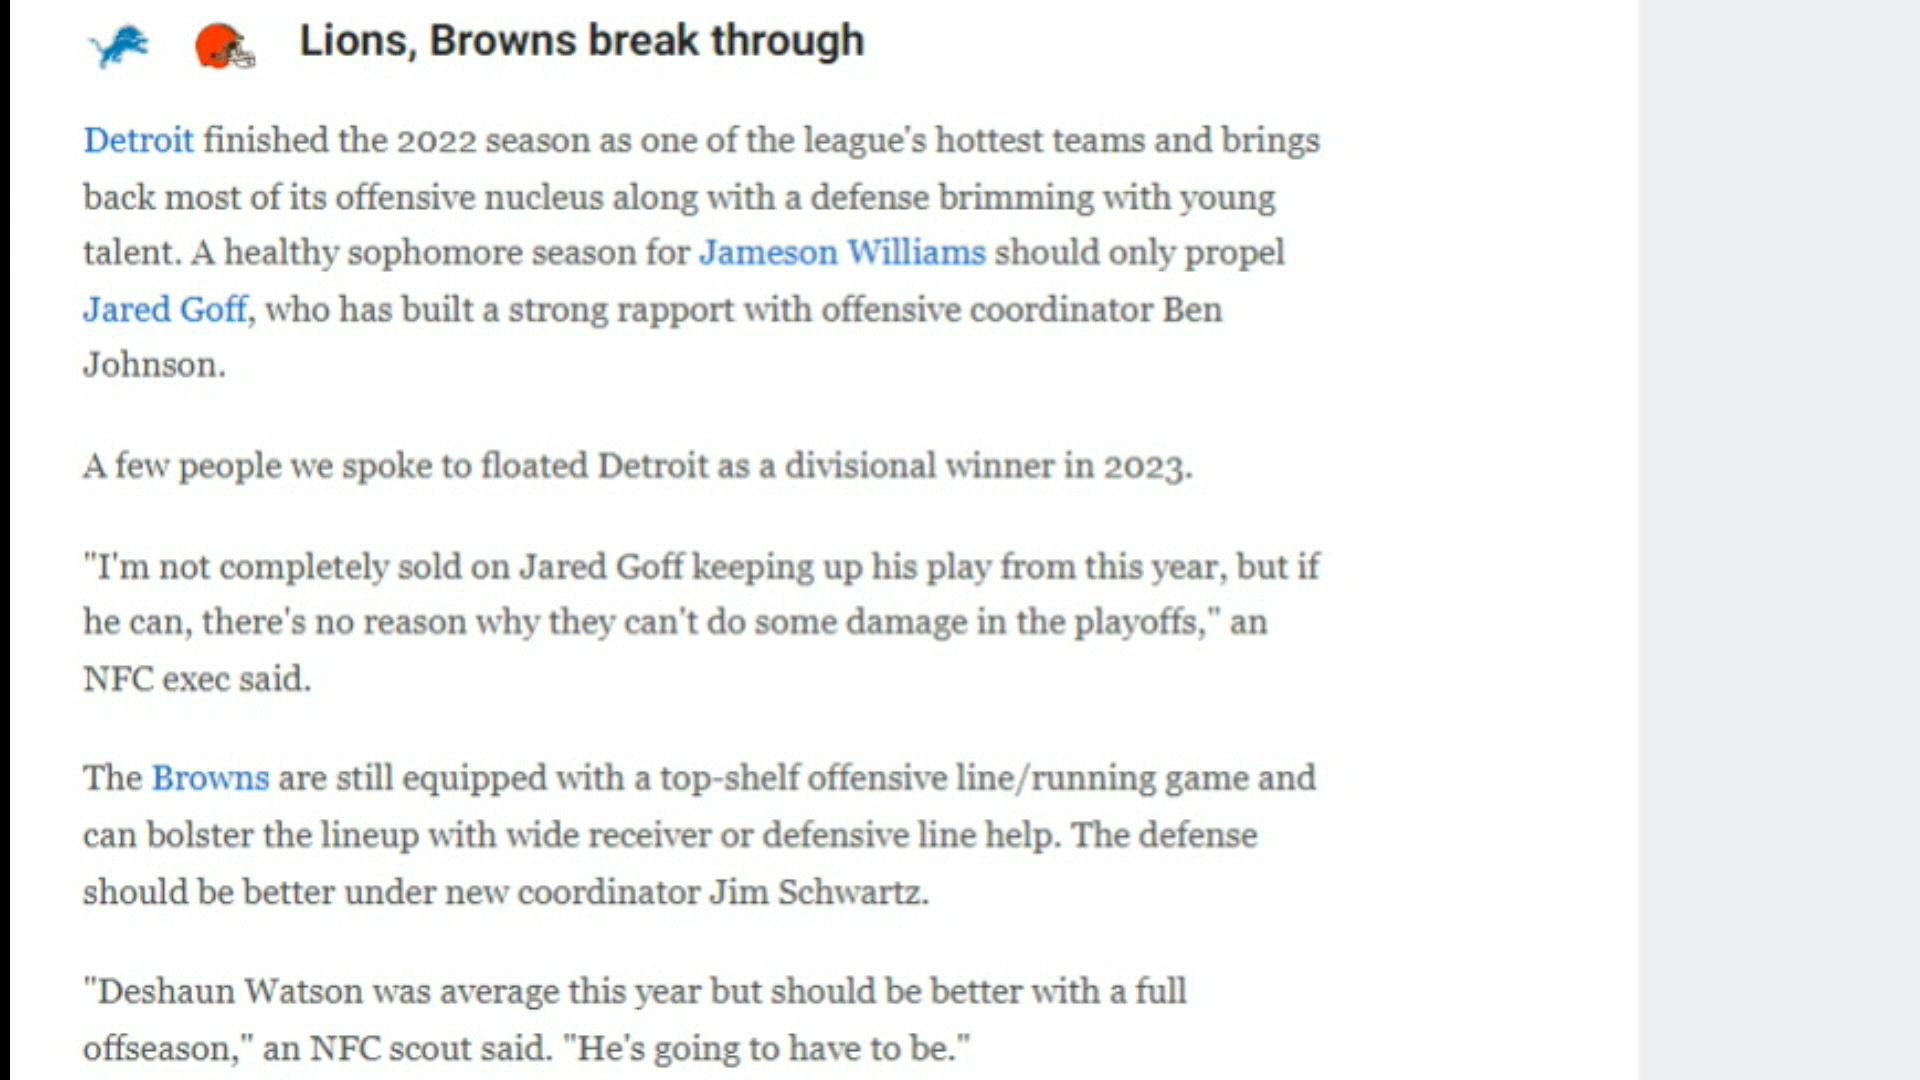 Lions, Browns break through
Detroit finished the 2022 season as one of the league's hottest teams and brings
back most of its offensive nucleus along with a defense brimming with young
talent. A healthy sophomore season for Jameson Williams should only propel
Jared Goff, who has built a strong rapport with offensive coordinator Ben
Johnson.
A few people we spoke to floated Detroit as a divisional winner in 2023.
"I'm not completely sold on Jared Goff keeping up his play from this year, but if
he can, there's no reason why they can't do some damage in the playoffs," an
NFC exec said.
The Browns are still equipped with a top-shelf offensive line/running game and
can bolster the lineup with wide receiver or defensive line help. The defense
should be better under new coordinator Jim Schwartz.
"Deshaun Watson was average this year but should be better with a full
offseason," an NFC scout said. "He's going to have to be."